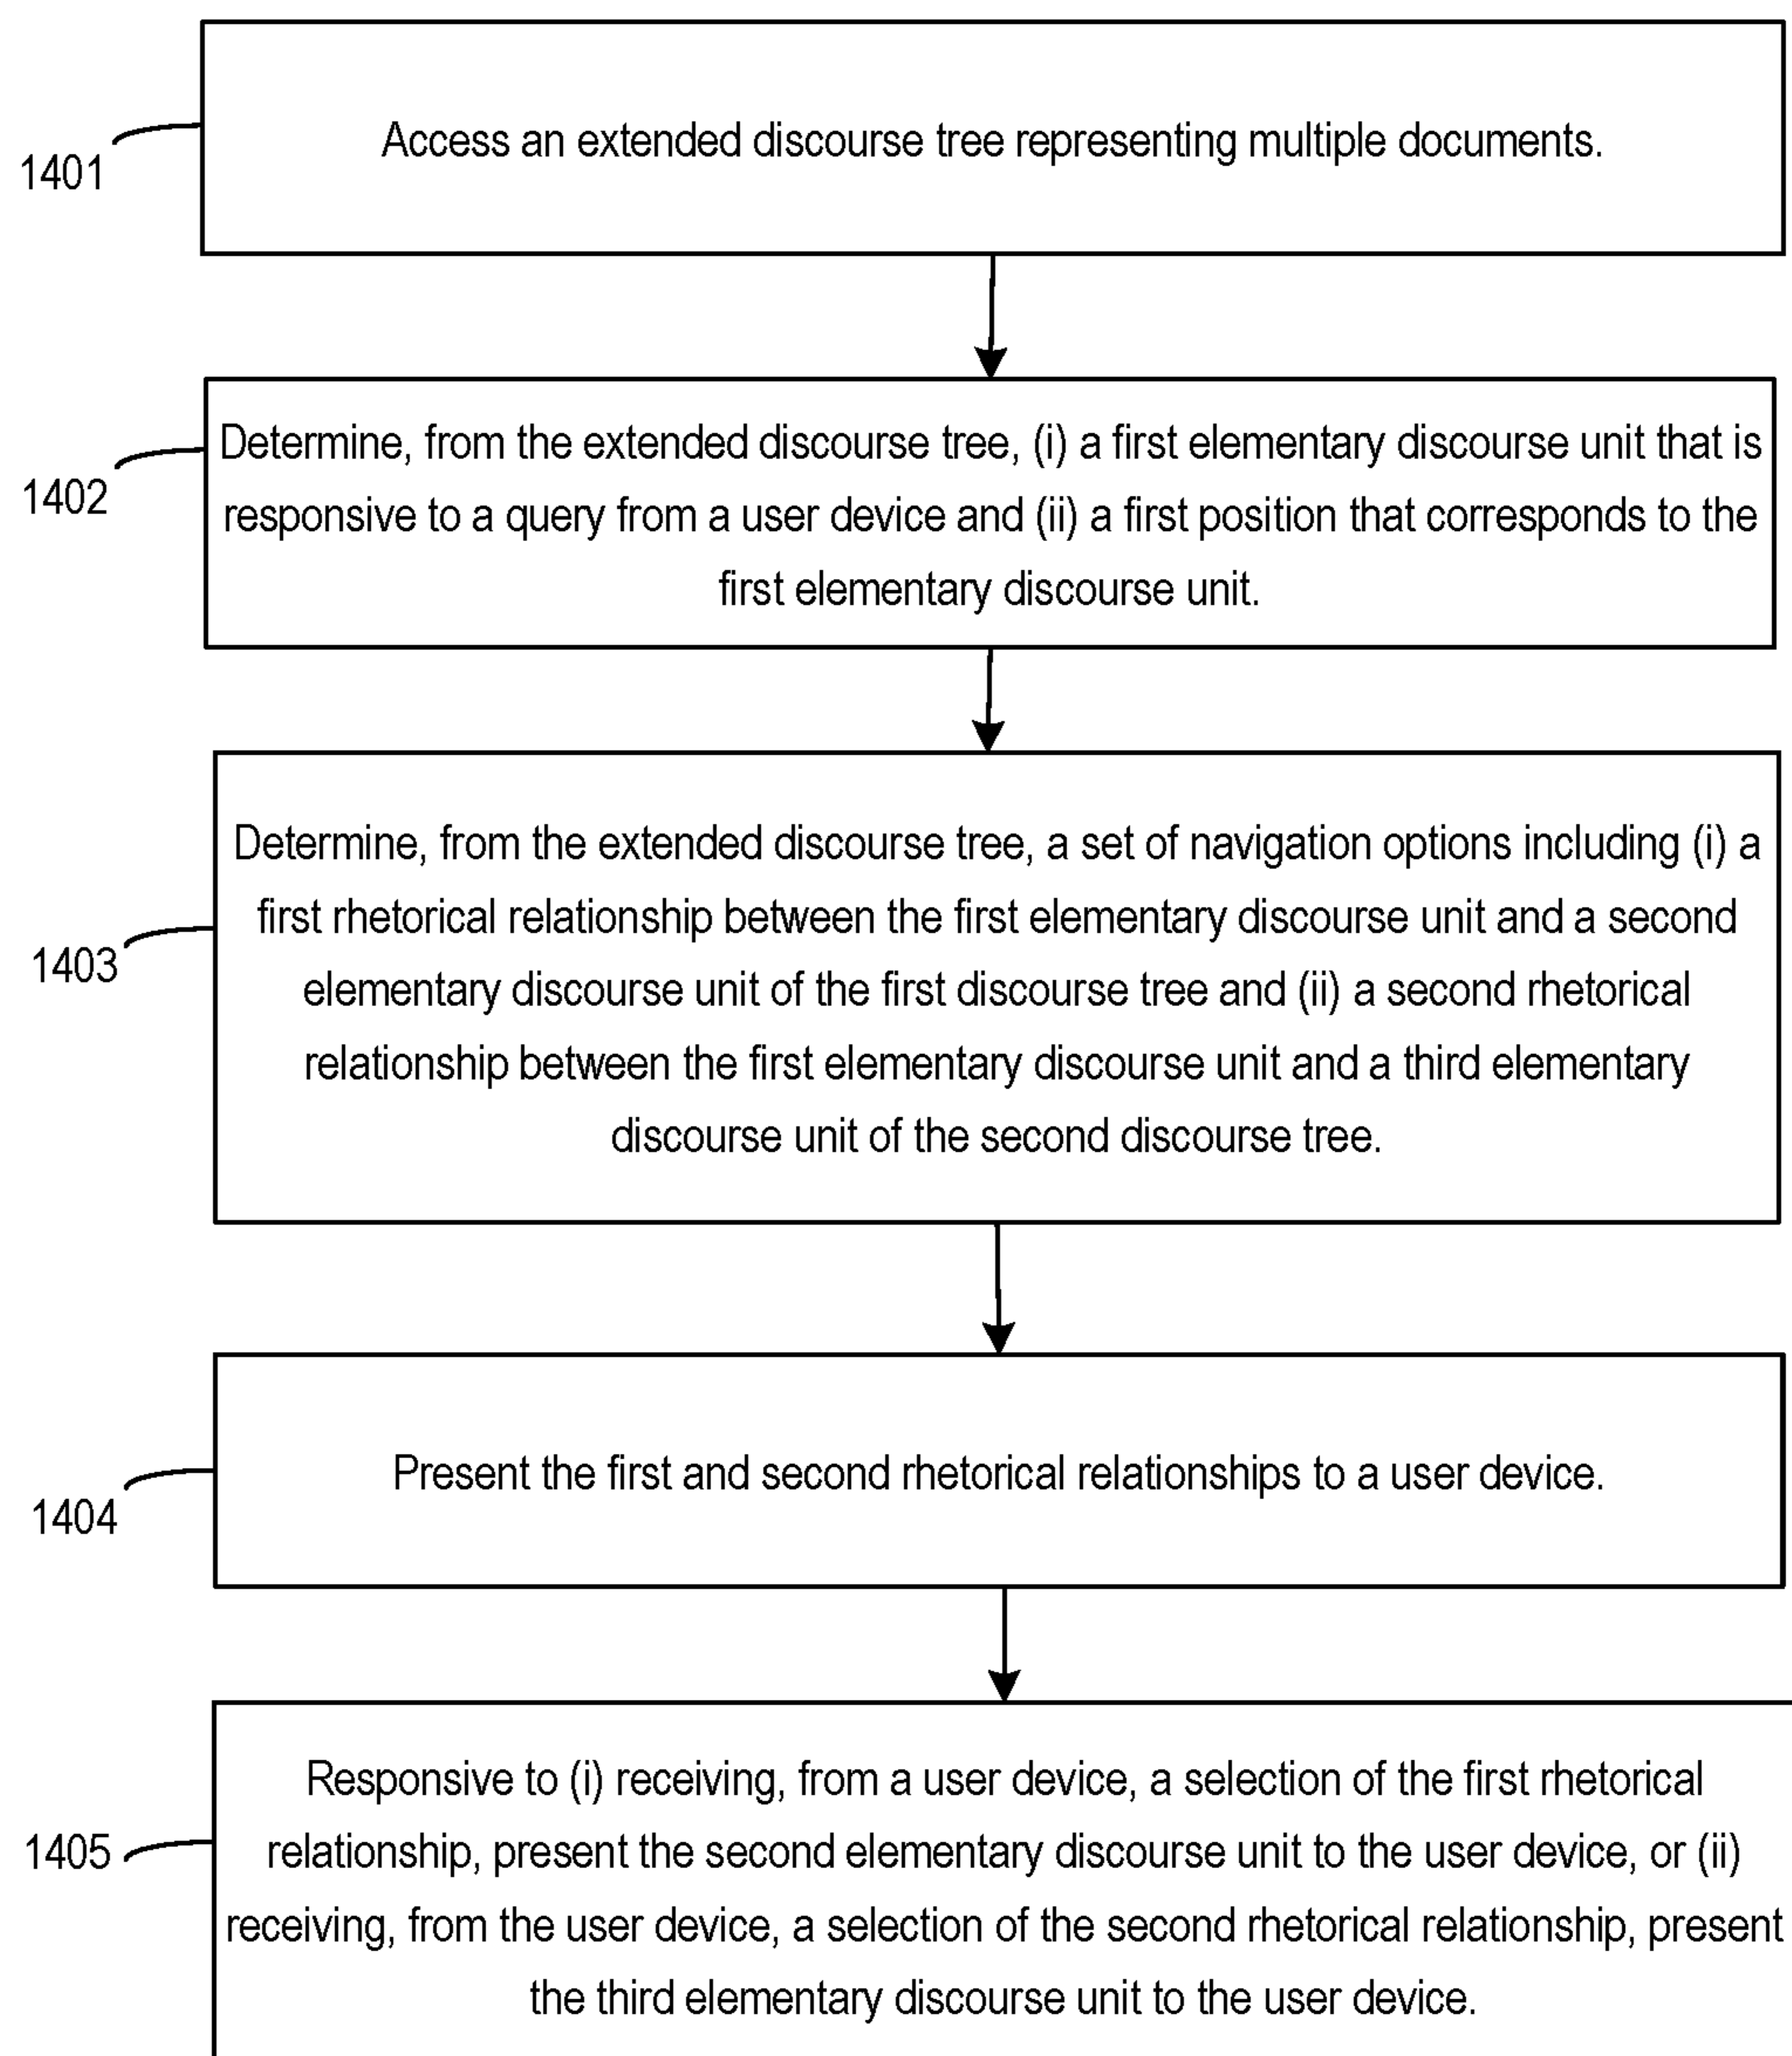 Access an extended discourse tree representing multiple documents.
1401
Determine, from the extended discourse tree, (i) a first elementary discourse unit that is
responsive to a query from a user device and (ii) a first position that corresponds to the
first elementary discourse unit.
1402
Determine, from the extended discourse tree, a set of navigation options including (i) a
first rhetorical relationship between the first elementary discourse unit and a second
elementary discourse unit of the first discourse tree and (ii) a second rhetorical
relationship between the first elementary discourse unit and a third elementary
discourse unit of the second discourse tree.
1403
Present the first and second rhetorical relationships to a user device.
1404
Responsive to (i) receiving, from a user device, a selection of the first rhetorical
relationship, present the second elementary discourse unit to the user device, or (ii)
receiving, from the user device, a selection of the second rhetorical relationship, present
the third elementary discourse unit to the user device.
1405